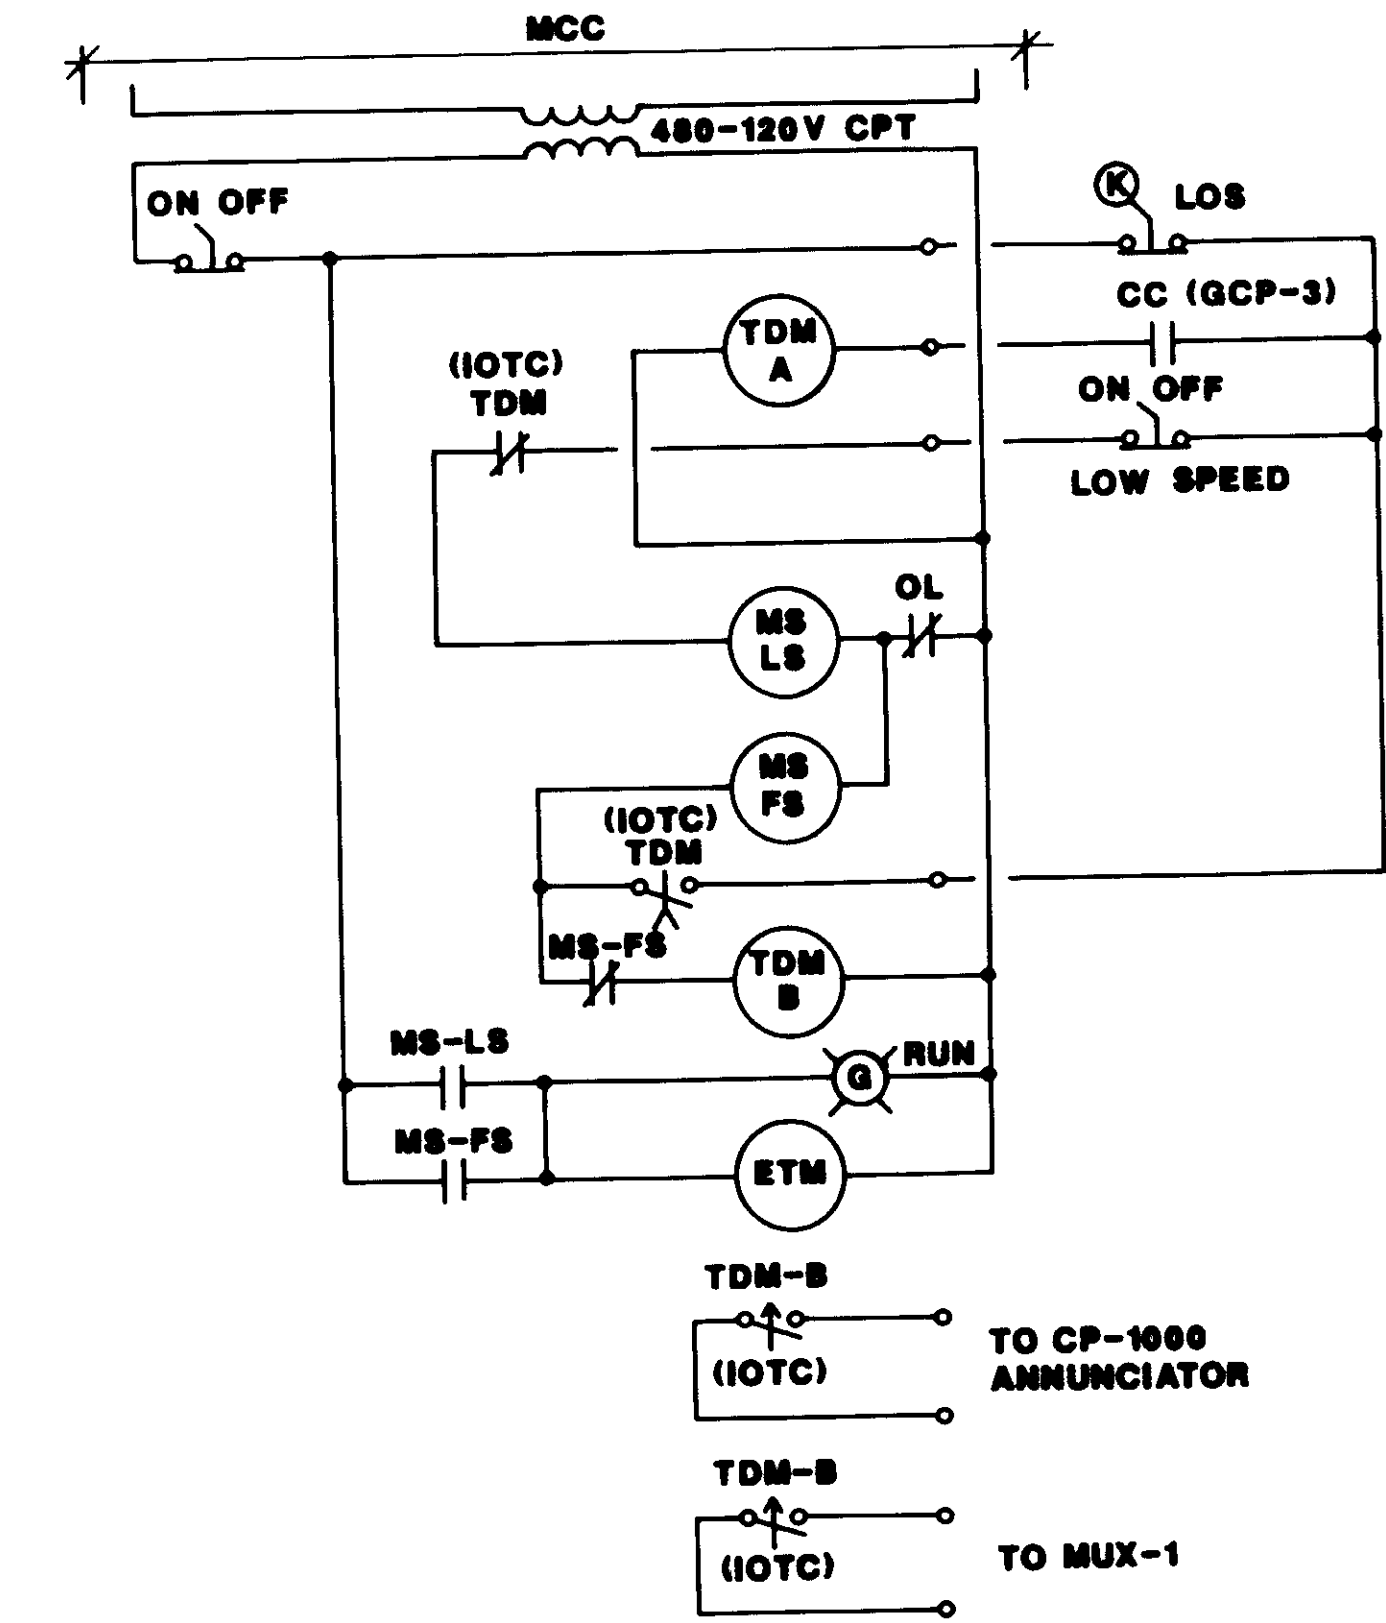 MCC
480-120V CPT
ON OFF
K LOS
CC (GCP-3)
TDM
A
(IOTC)
TDM
ON OFF
LOW SPEED
OL
MS
LS
MS
FS
(IOTC)
TDM
MS-FS
TDM
B
MS-LS
G RUN
MS-FS
ETM
TDM-B
(IOTC)
TO CP-1000
ANNUNCIATOR
TDM-B
(IOTC)
TO MUX-1